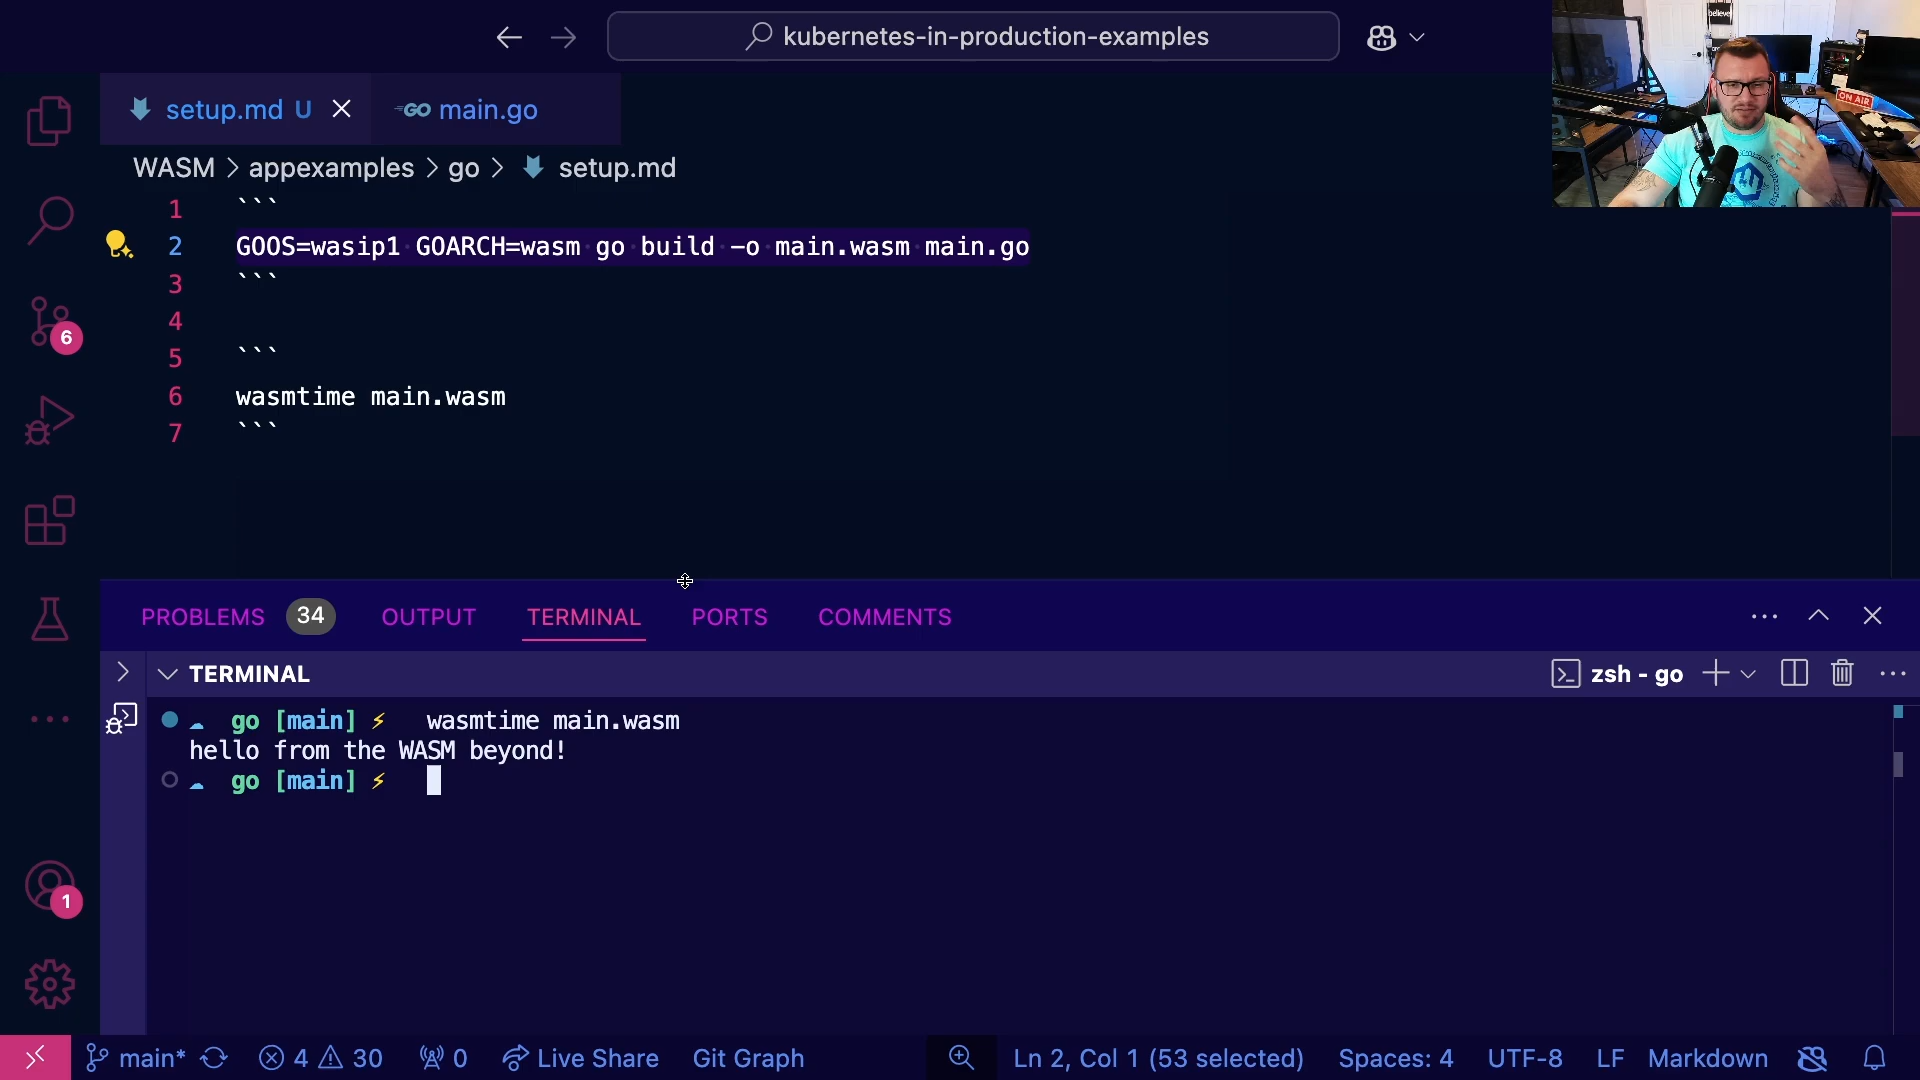 kubernetes-in-production-examples
believe
ON AIR
setup.md U
GO main.go
WASM > appexamples > go > setup.md
1 ```
2 GOOS=wasip1 GOARCH=wasm go build -o main.wasm main.go
3 ```
4
5 ```
6 wasmtime main.wasm
7 ```
6
1
PROBLEMS 34 OUTPUT TERMINAL PORTS COMMENTS
TERMINAL
zsh - go
go [main] ⚡ wasmtime main.wasm
hello from the WASM beyond!
go [main] ⚡
main* 4 30 0 Live Share Git Graph
Ln 2, Col 1 (53 selected) Spaces: 4 UTF-8 LF Markdown